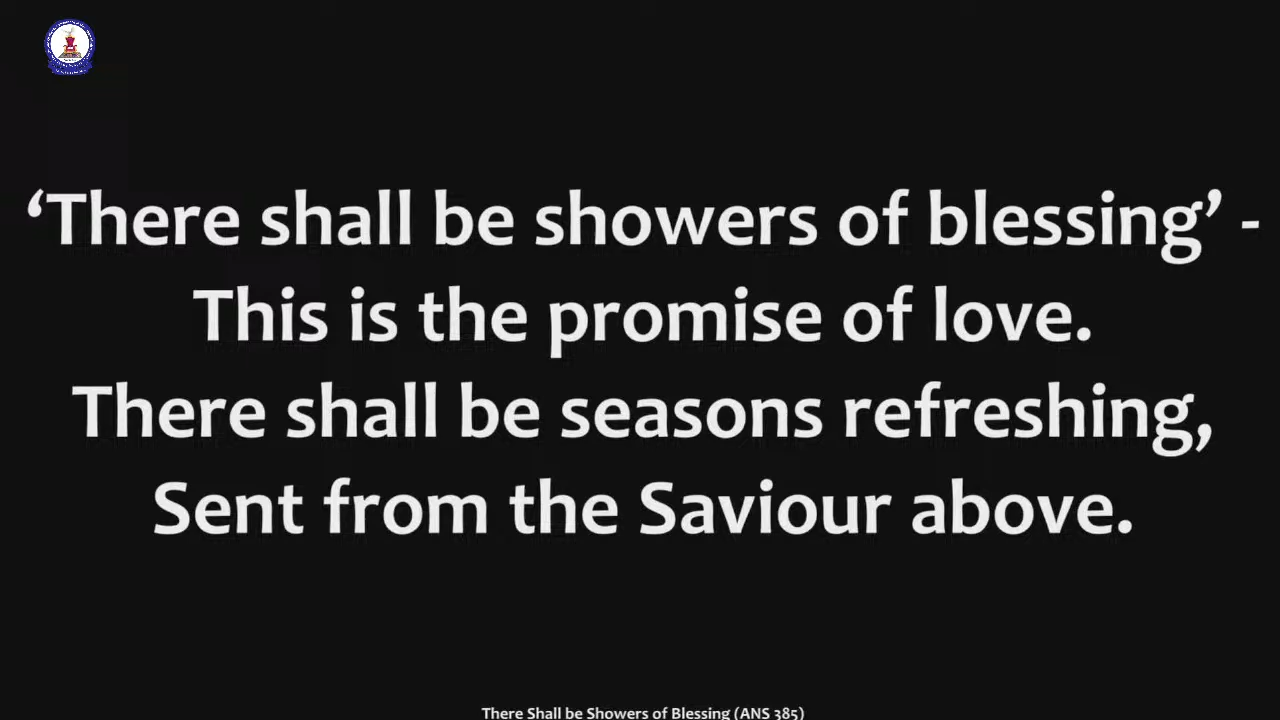 ‘There shall be showers of blessing’ -
This is the promise of love.
There shall be seasons refreshing,
Sent from the Saviour above.
There Shall be Showers of Blessing (ANS 385)